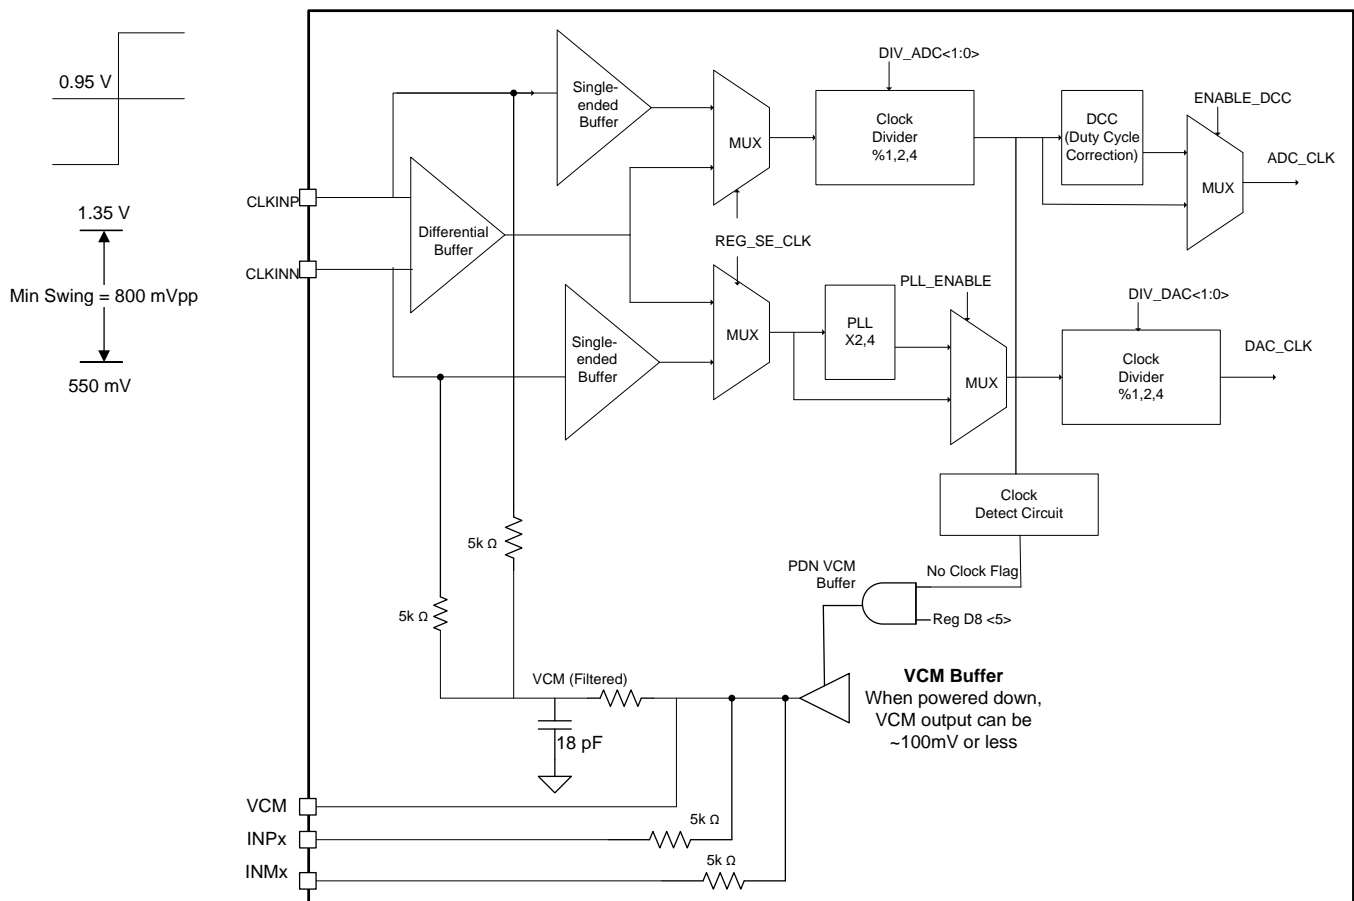 0.95 V
1.35 V
Min Swing = 800 mVpp
550 mV
CLKINP
CLKINN
Differential
Buffer
Single-
ended
Buffer
Single-
ended
Buffer
MUX
REG_SE_CLK
MUX
DIV_ADC<1:0>
Clock
Divider
%1,2,4
DCC
(Duty Cycle
Correction)
ENABLE_DCC
MUX
ADC_CLK
PLL_ENABLE
PLL
X2,4
MUX
DIV_DAC<1:0>
Clock
Divider
%1,2,4
DAC_CLK
Clock
Detect Circuit
No Clock Flag
PDN VCM
Buffer
Reg D8 <5>
5k Ω
5k Ω
VCM (Filtered)
18 pF
VCM Buffer
When powered down,
VCM output can be
~100mV or less
VCM
INPx
INMx
5k Ω
5k Ω